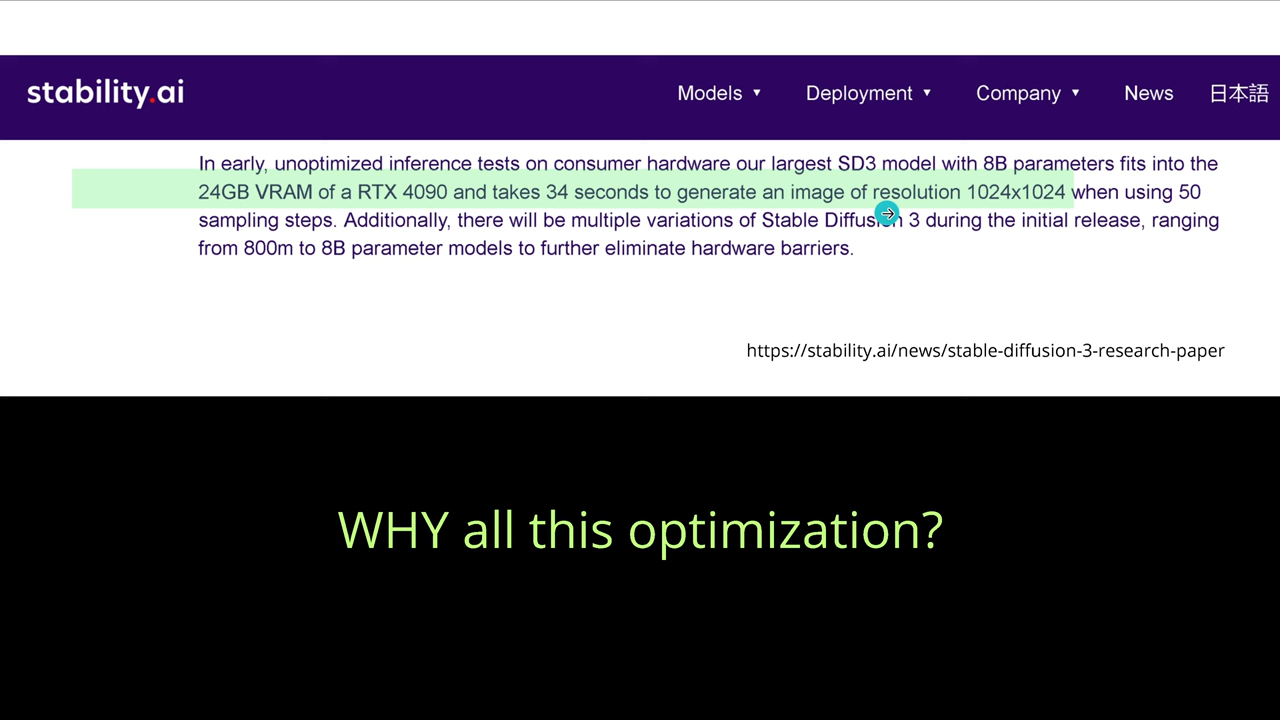 stability.ai
Models ▼ Deployment ▼ Company ▼ News 日本語
In early, unoptimized inference tests on consumer hardware our largest SD3 model with 8B parameters fits into the
24GB VRAM of a RTX 4090 and takes 34 seconds to generate an image of resolution 1024x1024 when using 50
sampling steps. Additionally, there will be multiple variations of Stable Diffusion 3 during the initial release, ranging
from 800m to 8B parameter models to further eliminate hardware barriers.
https://stability.ai/news/stable-diffusion-3-research-paper
WHY all this optimization?